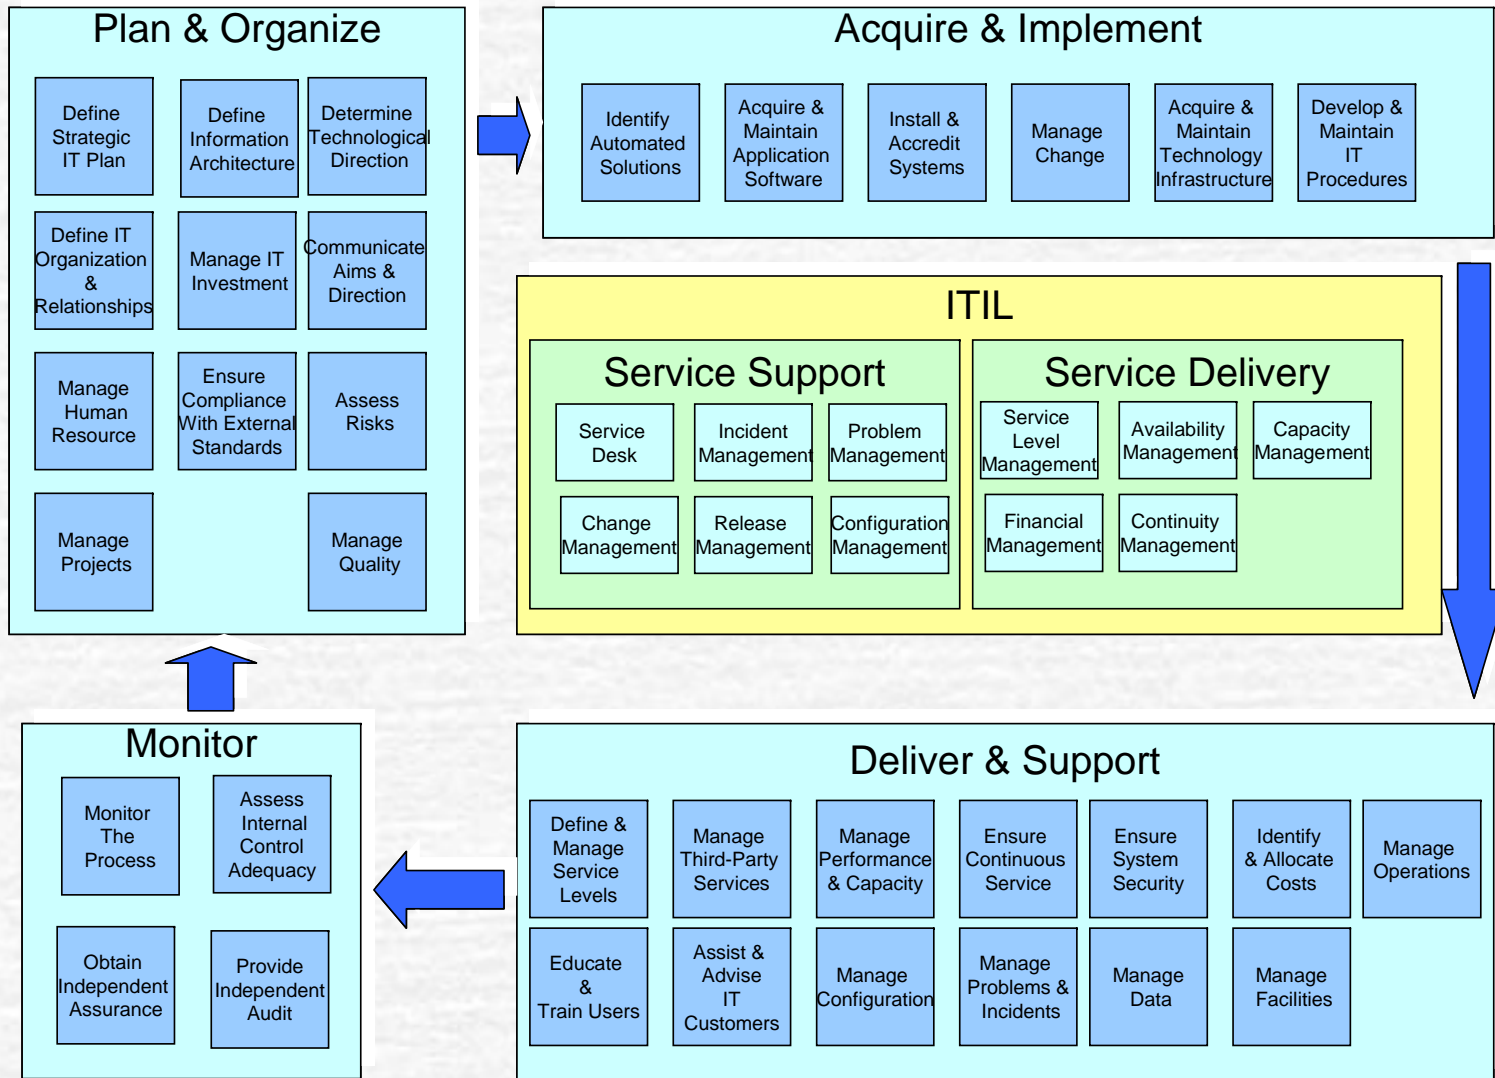 Plan & Organize
Define
Strategic
IT Plan
Define
Information
Architecture
Determine
Technological
Direction
Define IT
Organization
&
Relationships
Manage IT
Investment
Communicate
Aims &
Direction
Manage
Human
Resource
Ensure
Compliance
With External
Standards
Assess
Risks
Manage
Projects
Manage
Quality
Acquire & Implement
Identify
Automated
Solutions
Acquire &
Maintain
Application
Software
Install &
Accredit
Systems
Manage
Change
Acquire &
Maintain
Technology
Infrastructure
Develop &
Maintain
IT
Procedures
ITIL
Service Support
Service
Desk
Incident
Management
Problem
Management
Change
Management
Release
Management
Configuration
Management
Service Delivery
Service
Level
Management
Availability
Management
Capacity
Management
Financial
Management
Continuity
Management
Monitor
Monitor
The
Process
Assess
Internal
Control
Adequacy
Obtain
Independent
Assurance
Provide
Independent
Audit
Deliver & Support
Define &
Manage
Service
Levels
Manage
Third-Party
Services
Manage
Performance
& Capacity
Ensure
Continuous
Service
Ensure
System
Security
Identify
& Allocate
Costs
Manage
Operations
Educate
&
Train Users
Assist &
Advise
IT
Customers
Manage
Configuration
Manage
Problems &
Incidents
Manage
Data
Manage
Facilities